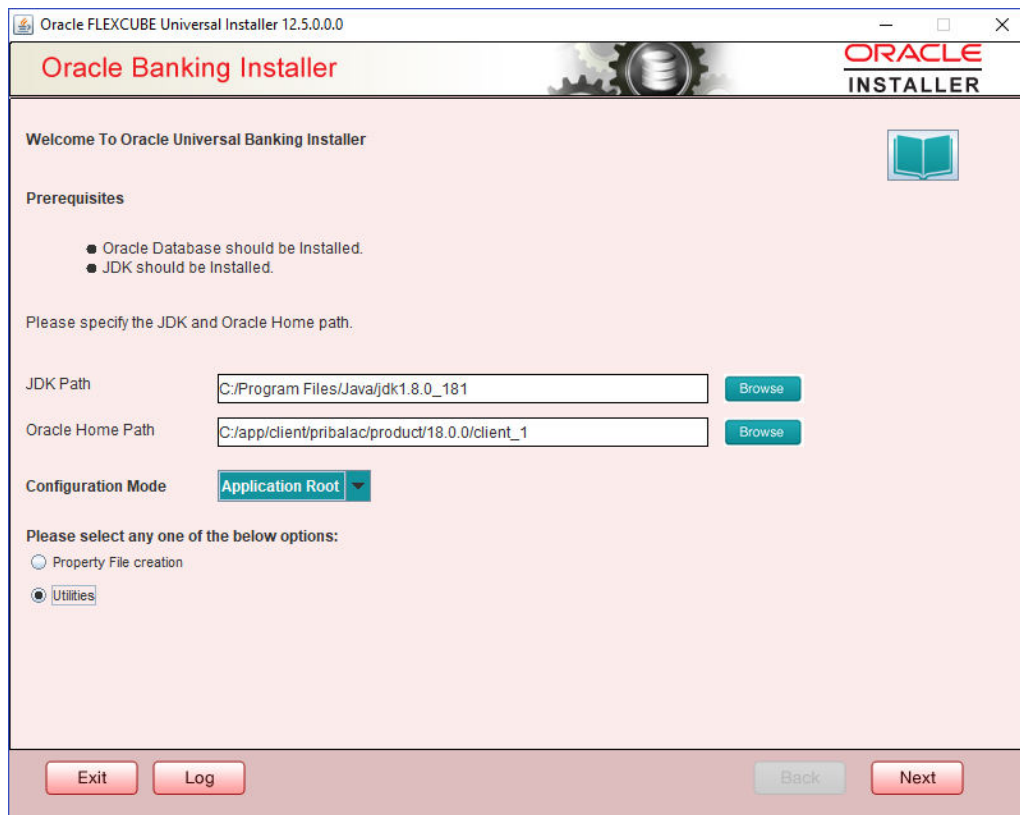 Oracle FLEXCUBE Universal Installer 12.5.0.0.0
Oracle Banking Installer
ORACLE
INSTALLER
Welcome To Oracle Universal Banking Installer
Prerequisites
Oracle Database should be Installed.
JDK should be Installed.
Please specify the JDK and Oracle Home path.
JDK Path C:/Program Files/Java/jdk1.8.0_181 Browse
Oracle Home Path C:/app/client/pribalac/product/18.0.0/client_1 Browse
Configuration Mode Application Root
Please select any one of the below options:
Property File creation
Utilities
Exit Log Back Next